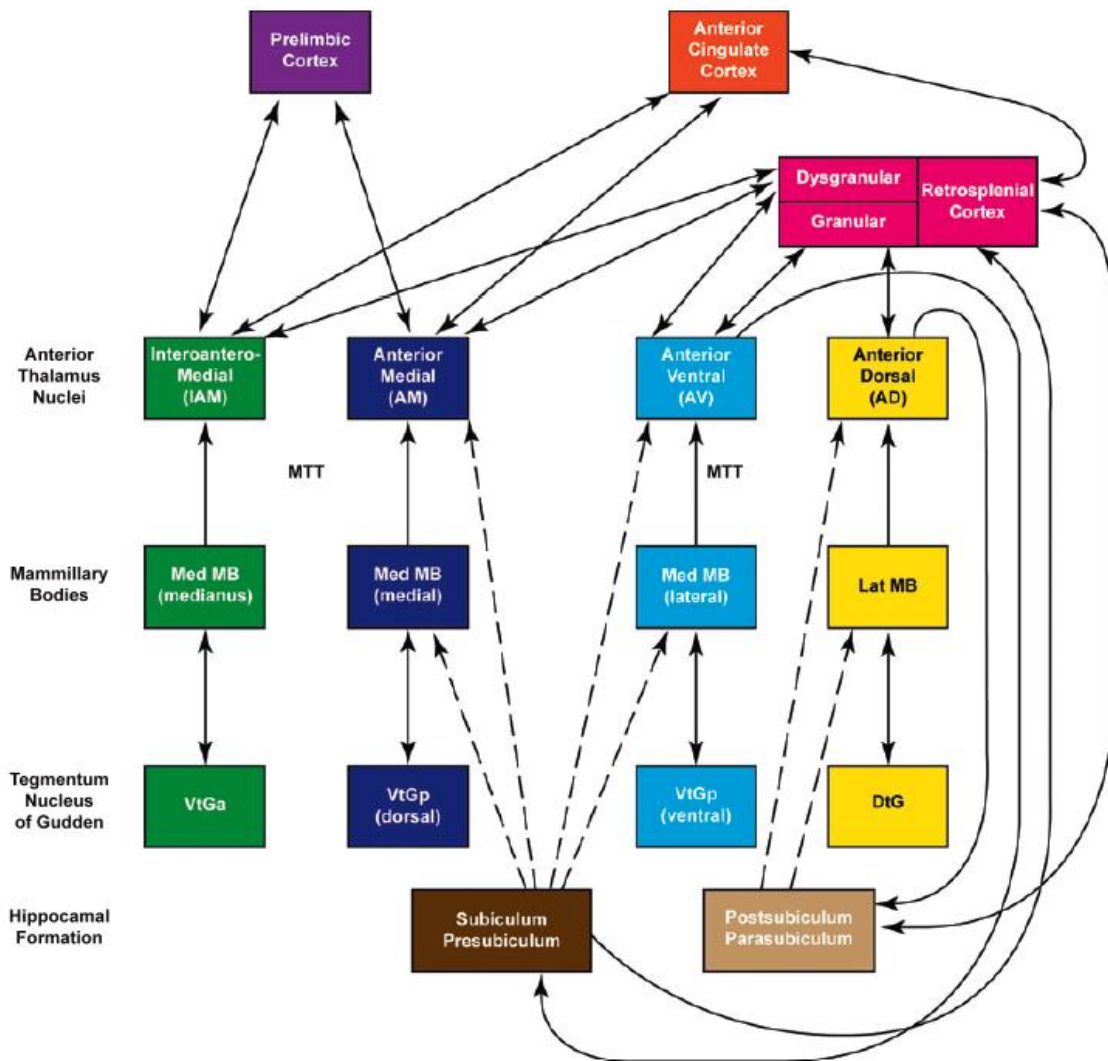 Prelimbic
Cortex
Anterior
Cingulate
Cortex
Dysgranular
Granular
Retrosplenial
Cortex
Anterior
Thalamus
Nuclei
Interoantero-
Medial
(IAM)
Anterior
Medial
(AM)
Anterior
Ventral
(AV)
Anterior
Dorsal
(AD)
MTT
MTT
Mammillary
Bodies
Med MB
(medianus)
Med MB
(medial)
Med MB
(lateral)
Lat MB
Tegmentum
Nucleus
of Gudden
VtGa
VtGp
(dorsal)
VtGp
(ventral)
DtG
Hippocamal
Formation
Subiculum
Presubiculum
Postsubiculum
Parasubiculum